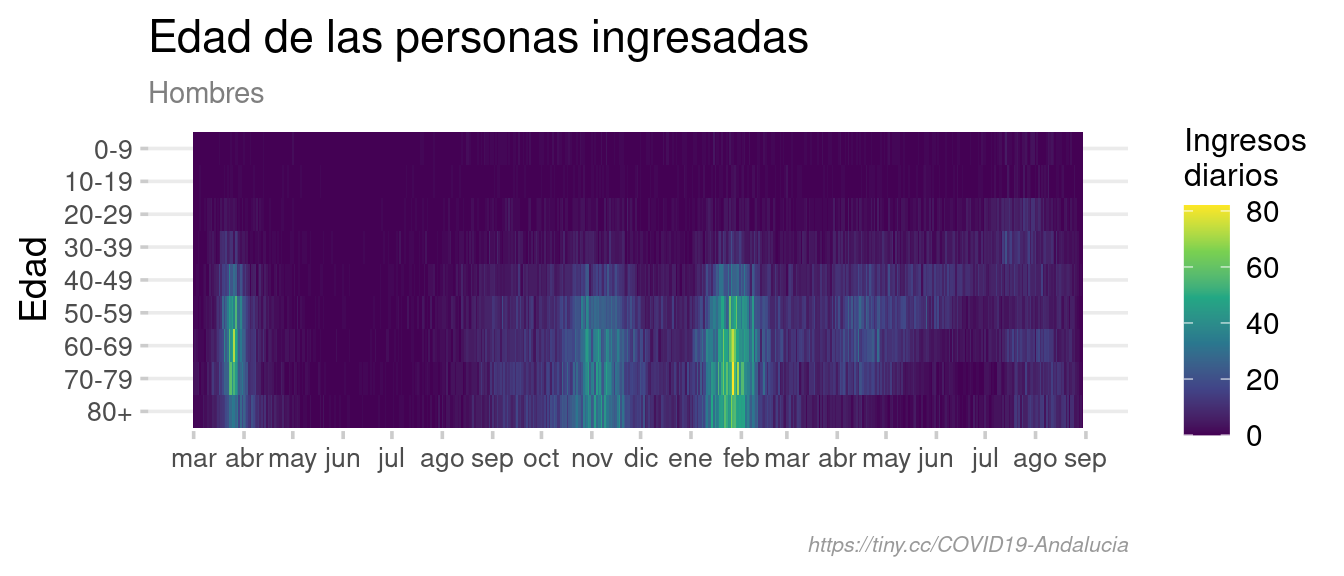 Edad de las personas ingresadas
Hombres
Ingresos
diarios
80
60
40
20
0
Edad
0-9
10-19
20-29
30-39
40-49
50-59
60-69
70-79
80+
mar abr may jun jul ago sep oct nov dic ene feb mar abr may jun jul ago sep
https://tiny.cc/COVID19-Andalucia